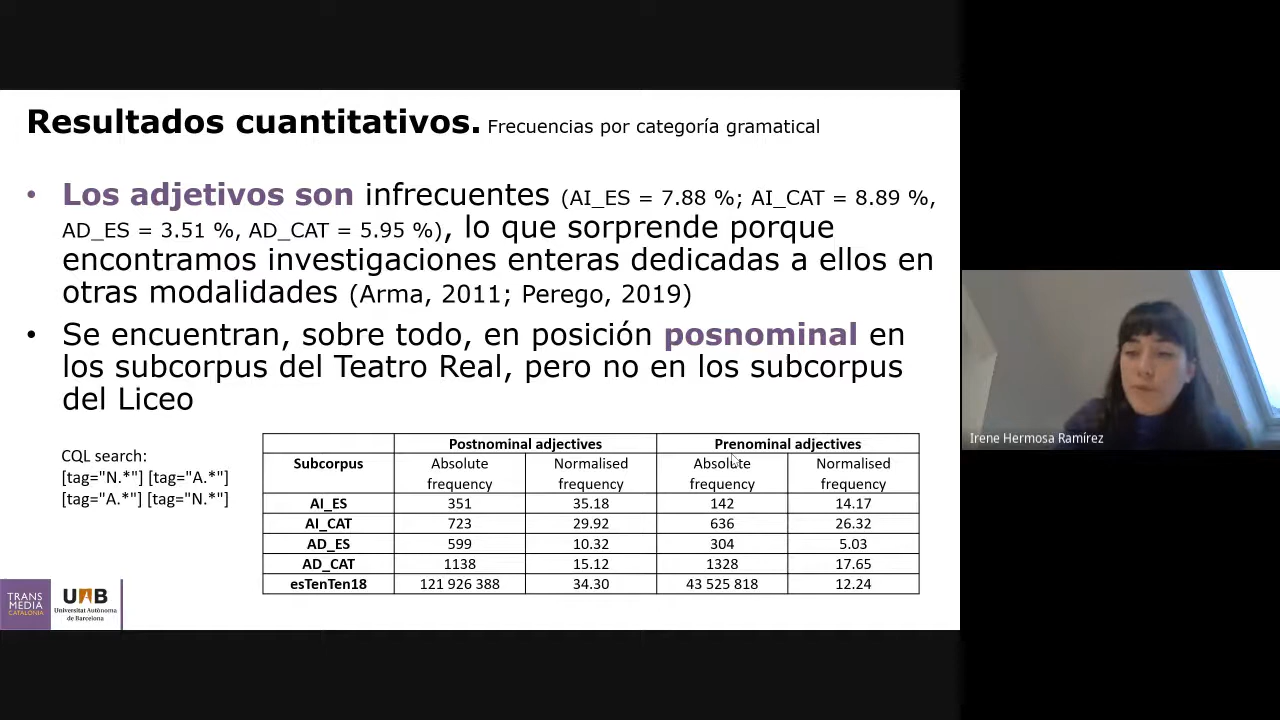 Resultados cuantitativos. Frecuencias por categoría gramatical
• Los adjetivos son infrecuentes (AI_ES = 7.88 %; AI_CAT = 8.89 %,
AD_ES = 3.51 %, AD_CAT = 5.95 %), lo que sorprende porque
encontramos investigaciones enteras dedicadas a ellos en
otras modalidades (Arma, 2011; Perego, 2019)
• Se encuentran, sobre todo, en posición posnominal en
los subcorpus del Teatro Real, pero no en los subcorpus
del Liceo
CQL search:
[tag="N.*"] [tag="A.*"]
[tag="A.*"] [tag="N.*"]
Postnominal adjectives Prenominal adjectives
Subcorpus Absolute frequency Normalised frequency Absolute frequency Normalised frequency
AI_ES 351 35.18 142 14.17
AI_CAT 723 29.92 636 26.32
AD_ES 599 10.32 304 5.03
AD_CAT 1138 15.12 1328 17.65
esTenTen18 121 926 388 34.30 43 525 818 12.24
TRANS
MEDIA
CATALONIA
UAB
Universitat Autònoma
de Barcelona
Irene Hermosa Ramírez